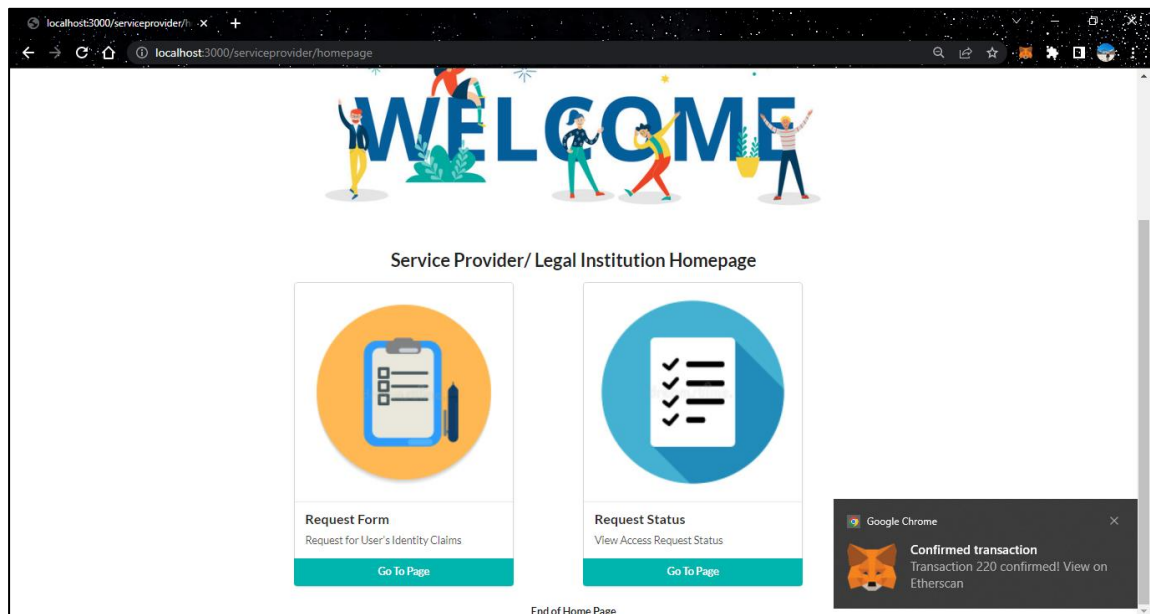 localhost:3000/serviceprovider/h
localhost:3000/serviceprovider/homepage
WELCOME
Service Provider/ Legal Institution Homepage
Request Form
Request for User's Identity Claims
Go To Page
Request Status
View Access Request Status
Go To Page
End of Home Page
Google Chrome
Confirmed transaction
Transaction 220 confirmed! View on
Etherscan